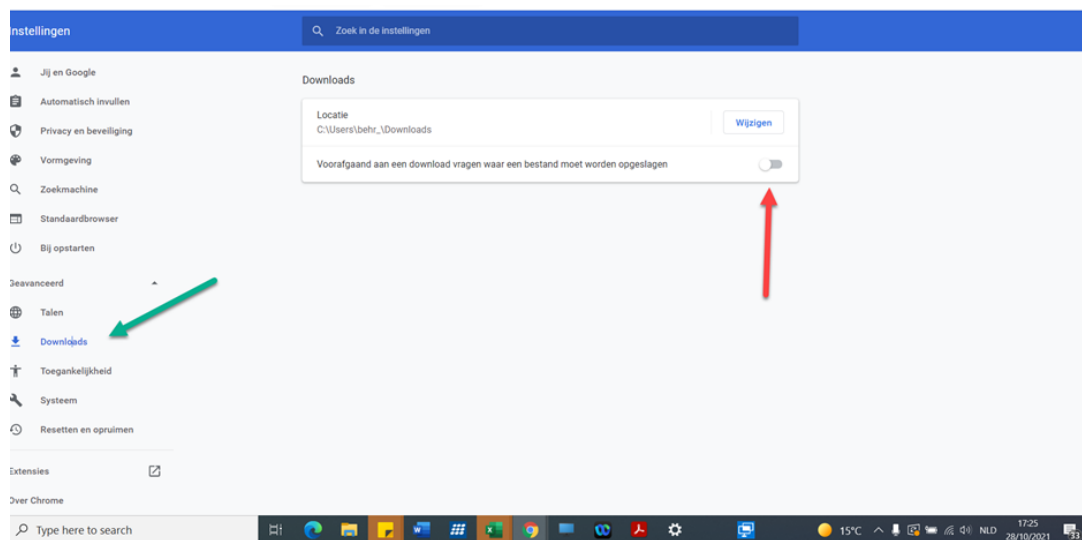 Instellingen
Zoek in de instellingen
Jij en Google
Automatisch invullen
Privacy en beveiliging
Vormgeving
Zoekmachine
Standaardbrowser
Bij opstarten
Geavanceerd
Talen
Downloads
Toegankelijkheid
Systeem
Resetten en opruimen
Extensies
Over Chrome
Downloads
Locatie
C:\Users\behr_\Downloads
Wijzigen
Voorafgaand aan een download vragen waar een bestand moet worden opgeslagen
Type here to search
15°C
NLD
17:25
28/10/2021
33